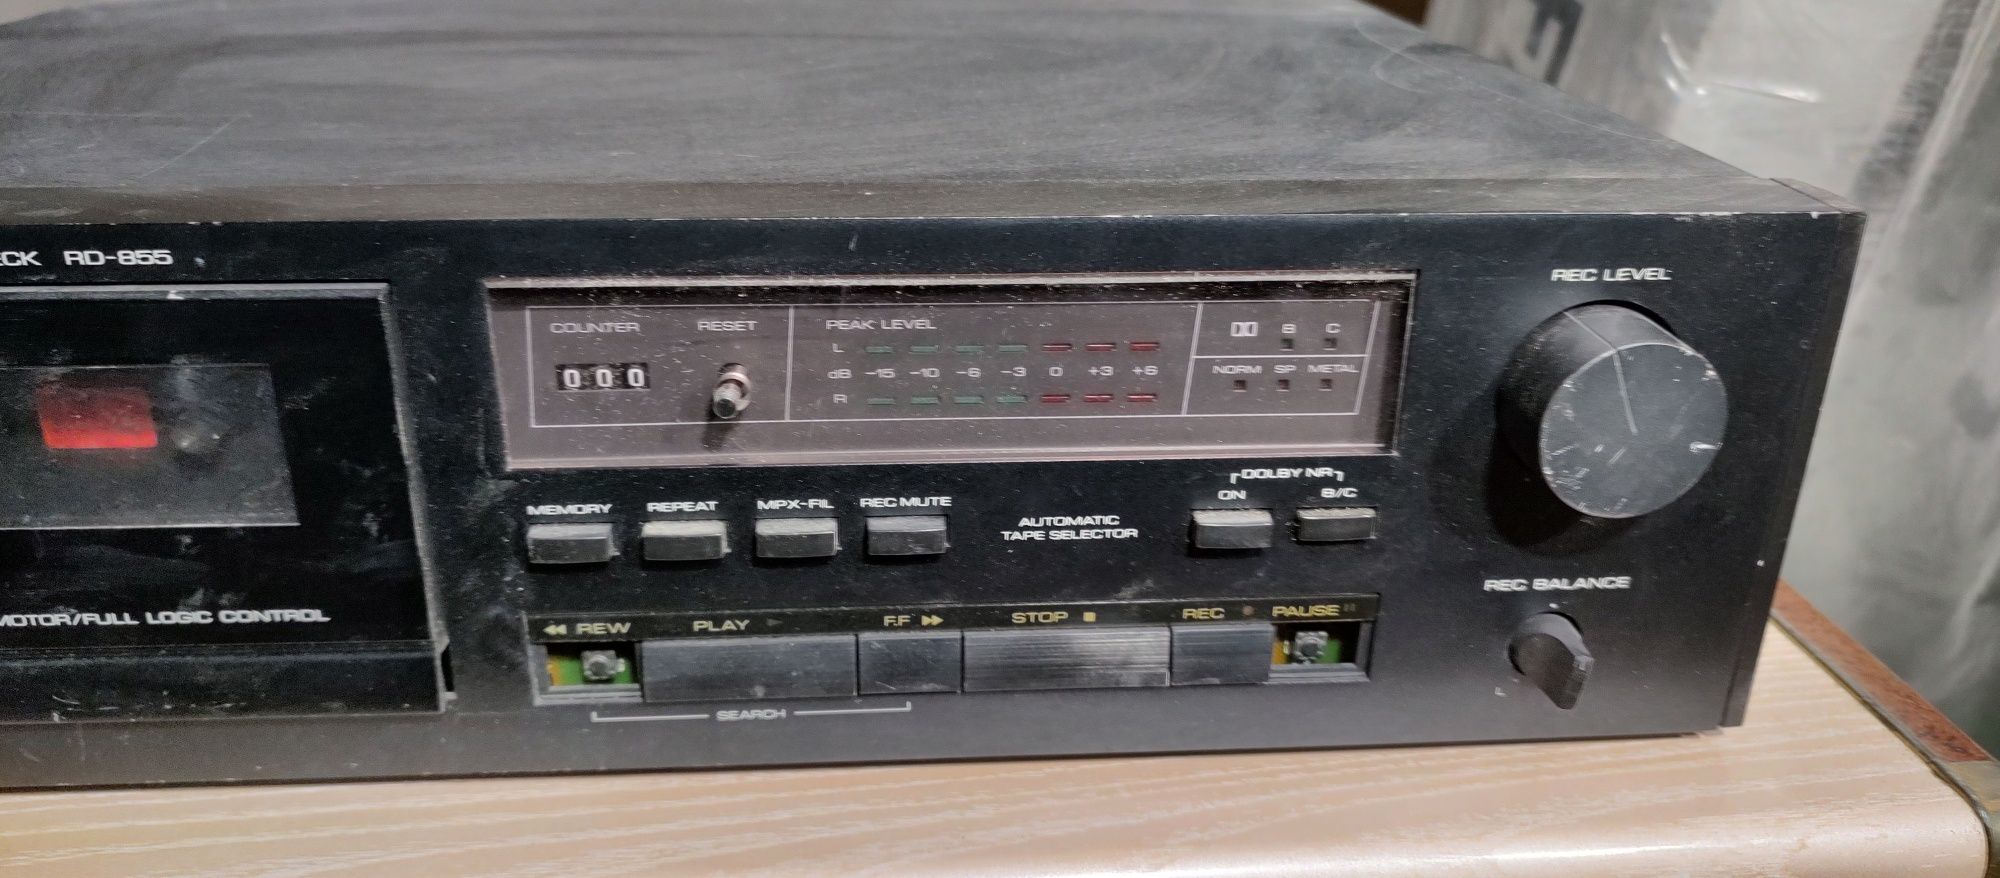 ECK RD-855
COUNTER RESET
000
PEAK LEVEL
L
dB -15 -10 -6 -3 0 +3 +6
R
B C
NORM SP METAL
REC LEVEL
MEMORY REPEAT MPX-FIL REC MUTE
AUTOMATIC
TAPE SELECTOR
DOLBY NR
ON B/C
REC BALANCE
L
MOTOR/FULL LOGIC CONTROL
◀◀ REW PLAY ▶ F.F ▶▶ STOP ■ REC ● PAUSE ⏸
SEARCH